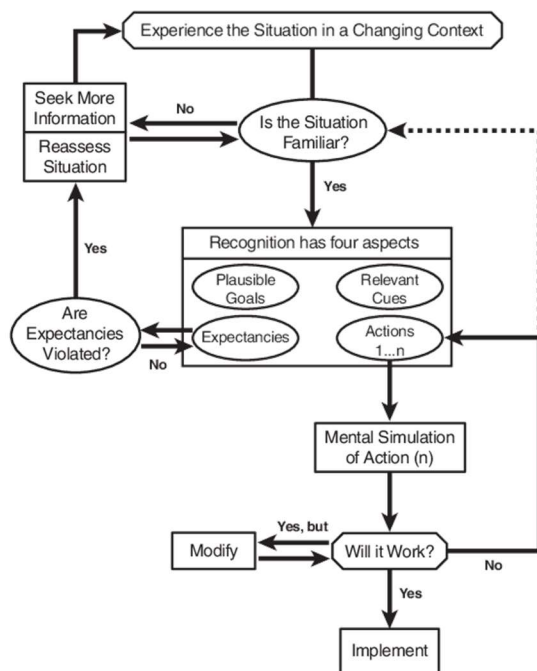 Experience the Situation in a Changing Context
Seek More
Information
Reassess
Situation
No
Is the Situation
Familiar?
Yes
Recognition has four aspects
Plausible
Goals
Relevant
Cues
Yes
Are
Expectancies
Violated?
Expectancies
Actions
1...n
No
Mental Simulation
of Action (n)
Yes, but
Modify
Will it Work?
No
Yes
Implement